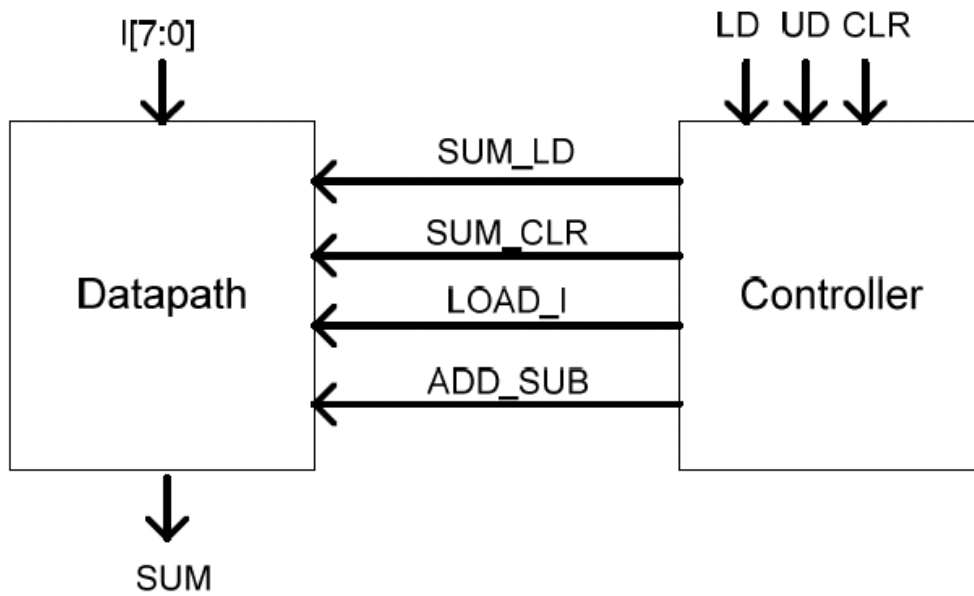 I[7:0]
LD UD CLR
SUM_LD
SUM_CLR
Datapath
LOAD_I
Controller
ADD_SUB
SUM